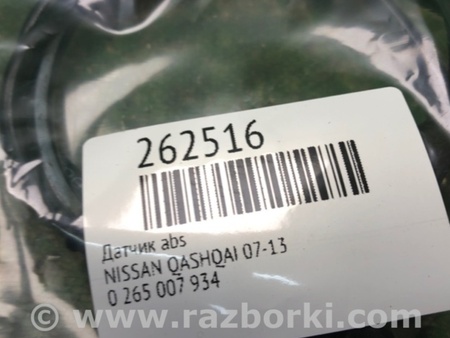 262516
Датчик abs
NISSAN QASHQAI 07-13
0 265 007 934
www.razborki.com